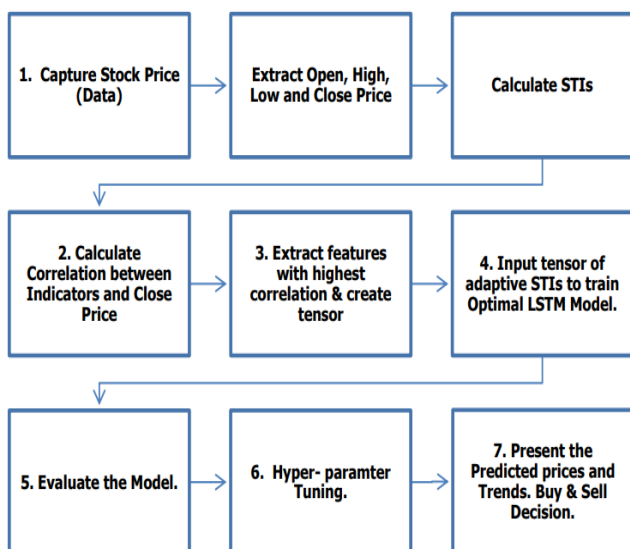 1. Capture Stock Price
(Data)
Extract Open, High,
Low and Close Price
Calculate STIs
2. Calculate
Correlation between
Indicators and Close
Price
3. Extract features
with highest
correlation & create
tensor
4. Input tensor of
adaptive STIs to train
Optimal LSTM Model.
5. Evaluate the Model.
6. Hyper- paramter
Tuning.
7. Present the
Predicted prices and
Trends. Buy & Sell
Decision.